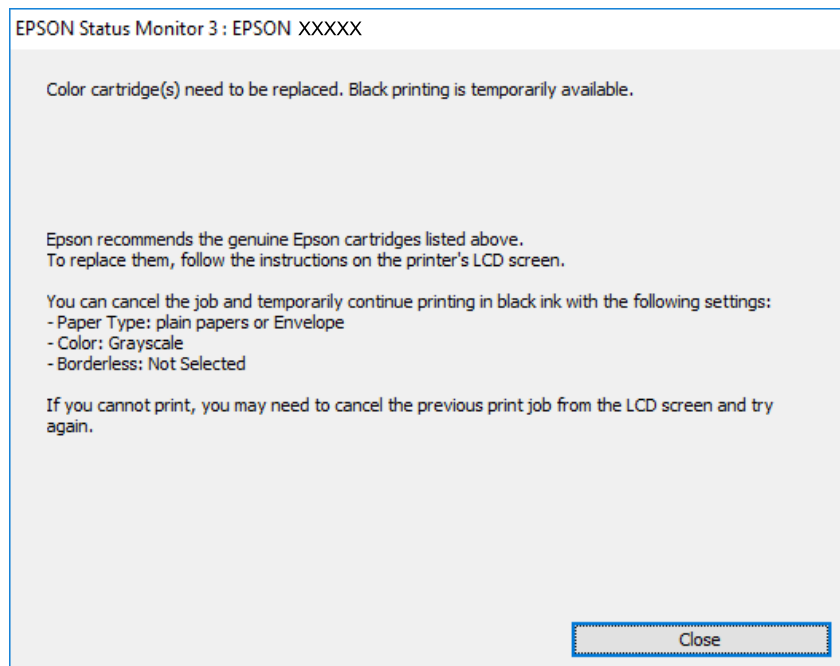 EPSON Status Monitor 3 : EPSON XXXXX
Color cartridge(s) need to be replaced. Black printing is temporarily available.
Epson recommends the genuine Epson cartridges listed above.
To replace them, follow the instructions on the printer's LCD screen.
You can cancel the job and temporarily continue printing in black ink with the following settings:
- Paper Type: plain papers or Envelope
- Color: Grayscale
- Borderless: Not Selected
If you cannot print, you may need to cancel the previous print job from the LCD screen and try
again.
Close